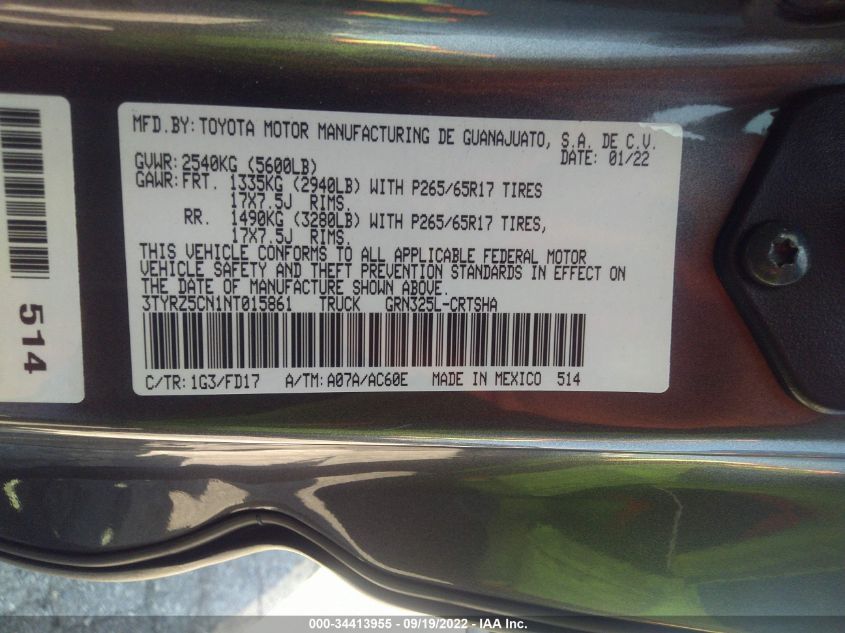 MFD.BY: TOYOTA MOTOR MANUFACTURING DE GUANAJUATO, S.A. DE C.V.
DATE: 01/22
GVWR: 2540KG (5600LB)
GAWR: FRT. 1335KG (2940LB) WITH P265/65R17 TIRES
17X7.5J RIMS.
RR. 1490KG (3280LB) WITH P265/65R17 TIRES,
17X7.5J RIMS.
THIS VEHICLE CONFORMS TO ALL APPLICABLE FEDERAL MOTOR
VEHICLE SAFETY AND THEFT PREVENTION STANDARDS IN EFFECT ON
THE DATE OF MANUFACTURE SHOWN ABOVE.
3TYRZ5CN1NT015861 TRUCK GRN325L-CRTSHA
C/TR: 1G3/FD17 A/TM: A07A/AC60E MADE IN MEXICO 514
514
000-34413955 - 09/19/2022 - IAA Inc.